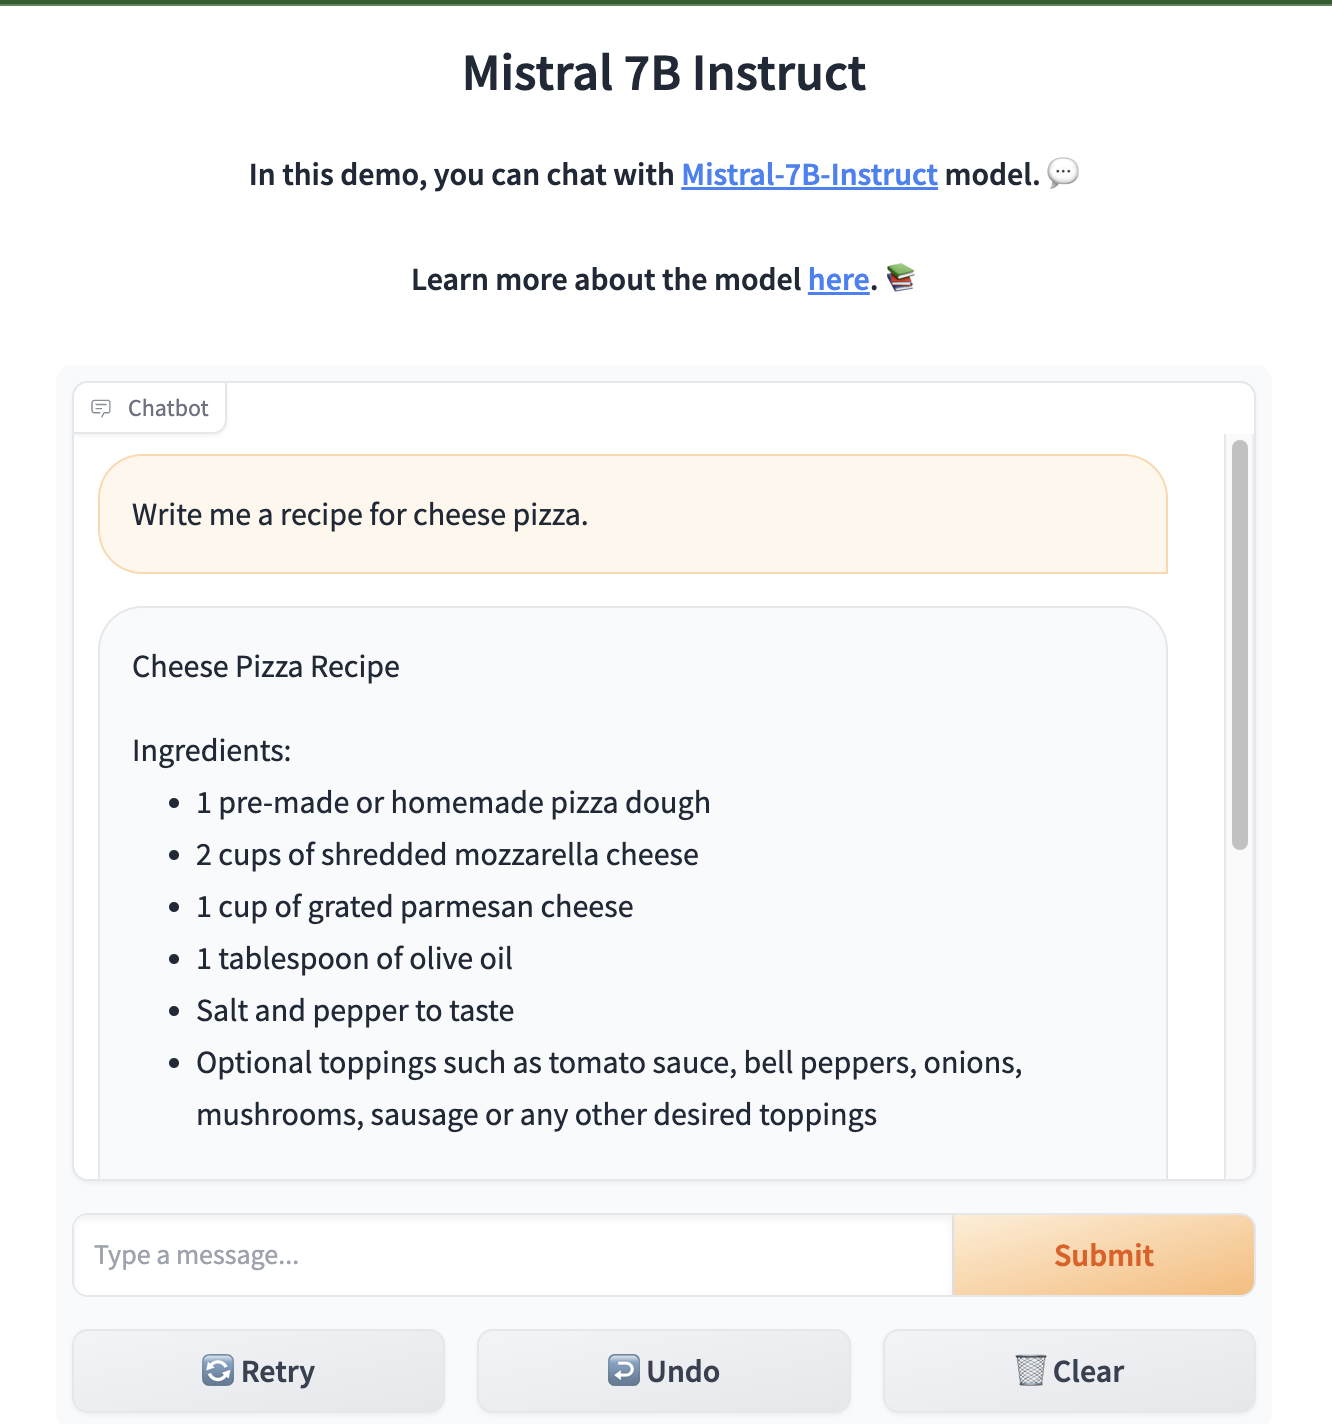 Mistral 7B Instruct
In this demo, you can chat with Mistral-7B-Instruct model. 💬
Learn more about the model here. 📚
Chatbot
Write me a recipe for cheese pizza.
Cheese Pizza Recipe
Ingredients:
• 1 pre-made or homemade pizza dough
• 2 cups of shredded mozzarella cheese
• 1 cup of grated parmesan cheese
• 1 tablespoon of olive oil
• Salt and pepper to taste
• Optional toppings such as tomato sauce, bell peppers, onions,
mushrooms, sausage or any other desired toppings
Type a message...
Submit
🔄 Retry
↩️ Undo
🗑️ Clear